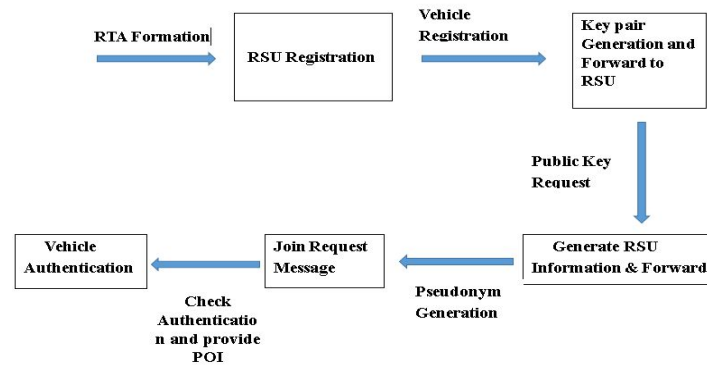 RTA Formation
RSU Registration
Vehicle
Registration
Key pair
Generation and
Forward to
RSU
Public Key
Request
Generate RSU
Information & Forward
Pseudonym
Generation
Join Request
Message
Check
Authenticatio
n and provide
POI
Vehicle
Authentication